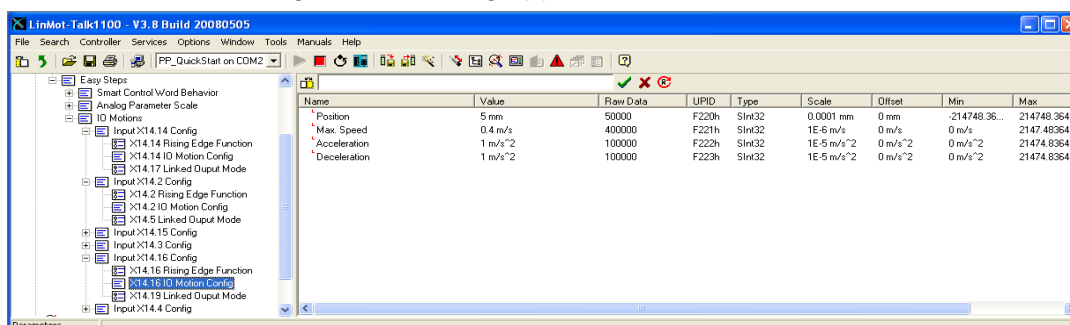 LinMot-Talk1100 - V3.8 Build 20080505
File Search Controller Services Options Window Tools Manuals Help
PP_QuickStart on COM2
Easy Steps
Smart Control Word Behavior
Analog Parameter Scale
IO Motions
Input X14.14 Config
X14.14 Rising Edge Function
X14.14 IO Motion Config
X14.17 Linked Ouput Mode
Input X14.2 Config
X14.2 Rising Edge Function
X14.2 IO Motion Config
X14.5 Linked Ouput Mode
Input X14.15 Config
Input X14.3 Config
Input X14.16 Config
X14.16 Rising Edge Function
X14.16 IO Motion Config
X14.19 Linked Ouput Mode
Input X14.4 Config
Name Value Raw Data UPID Type Scale Offset Min Max
Position 5 mm 50000 F220h SInt32 0.0001 mm 0 mm -214748.36... 214748.364
Max. Speed 0.4 m/s 400000 F221h SInt32 1E-6 m/s 0 m/s 0 m/s 2147.48364
Acceleration 1 m/s^2 100000 F222h SInt32 1E-5 m/s^2 0 m/s^2 0 m/s^2 21474.8364
Deceleration 1 m/s^2 100000 F223h SInt32 1E-5 m/s^2 0 m/s^2 0 m/s^2 21474.8364